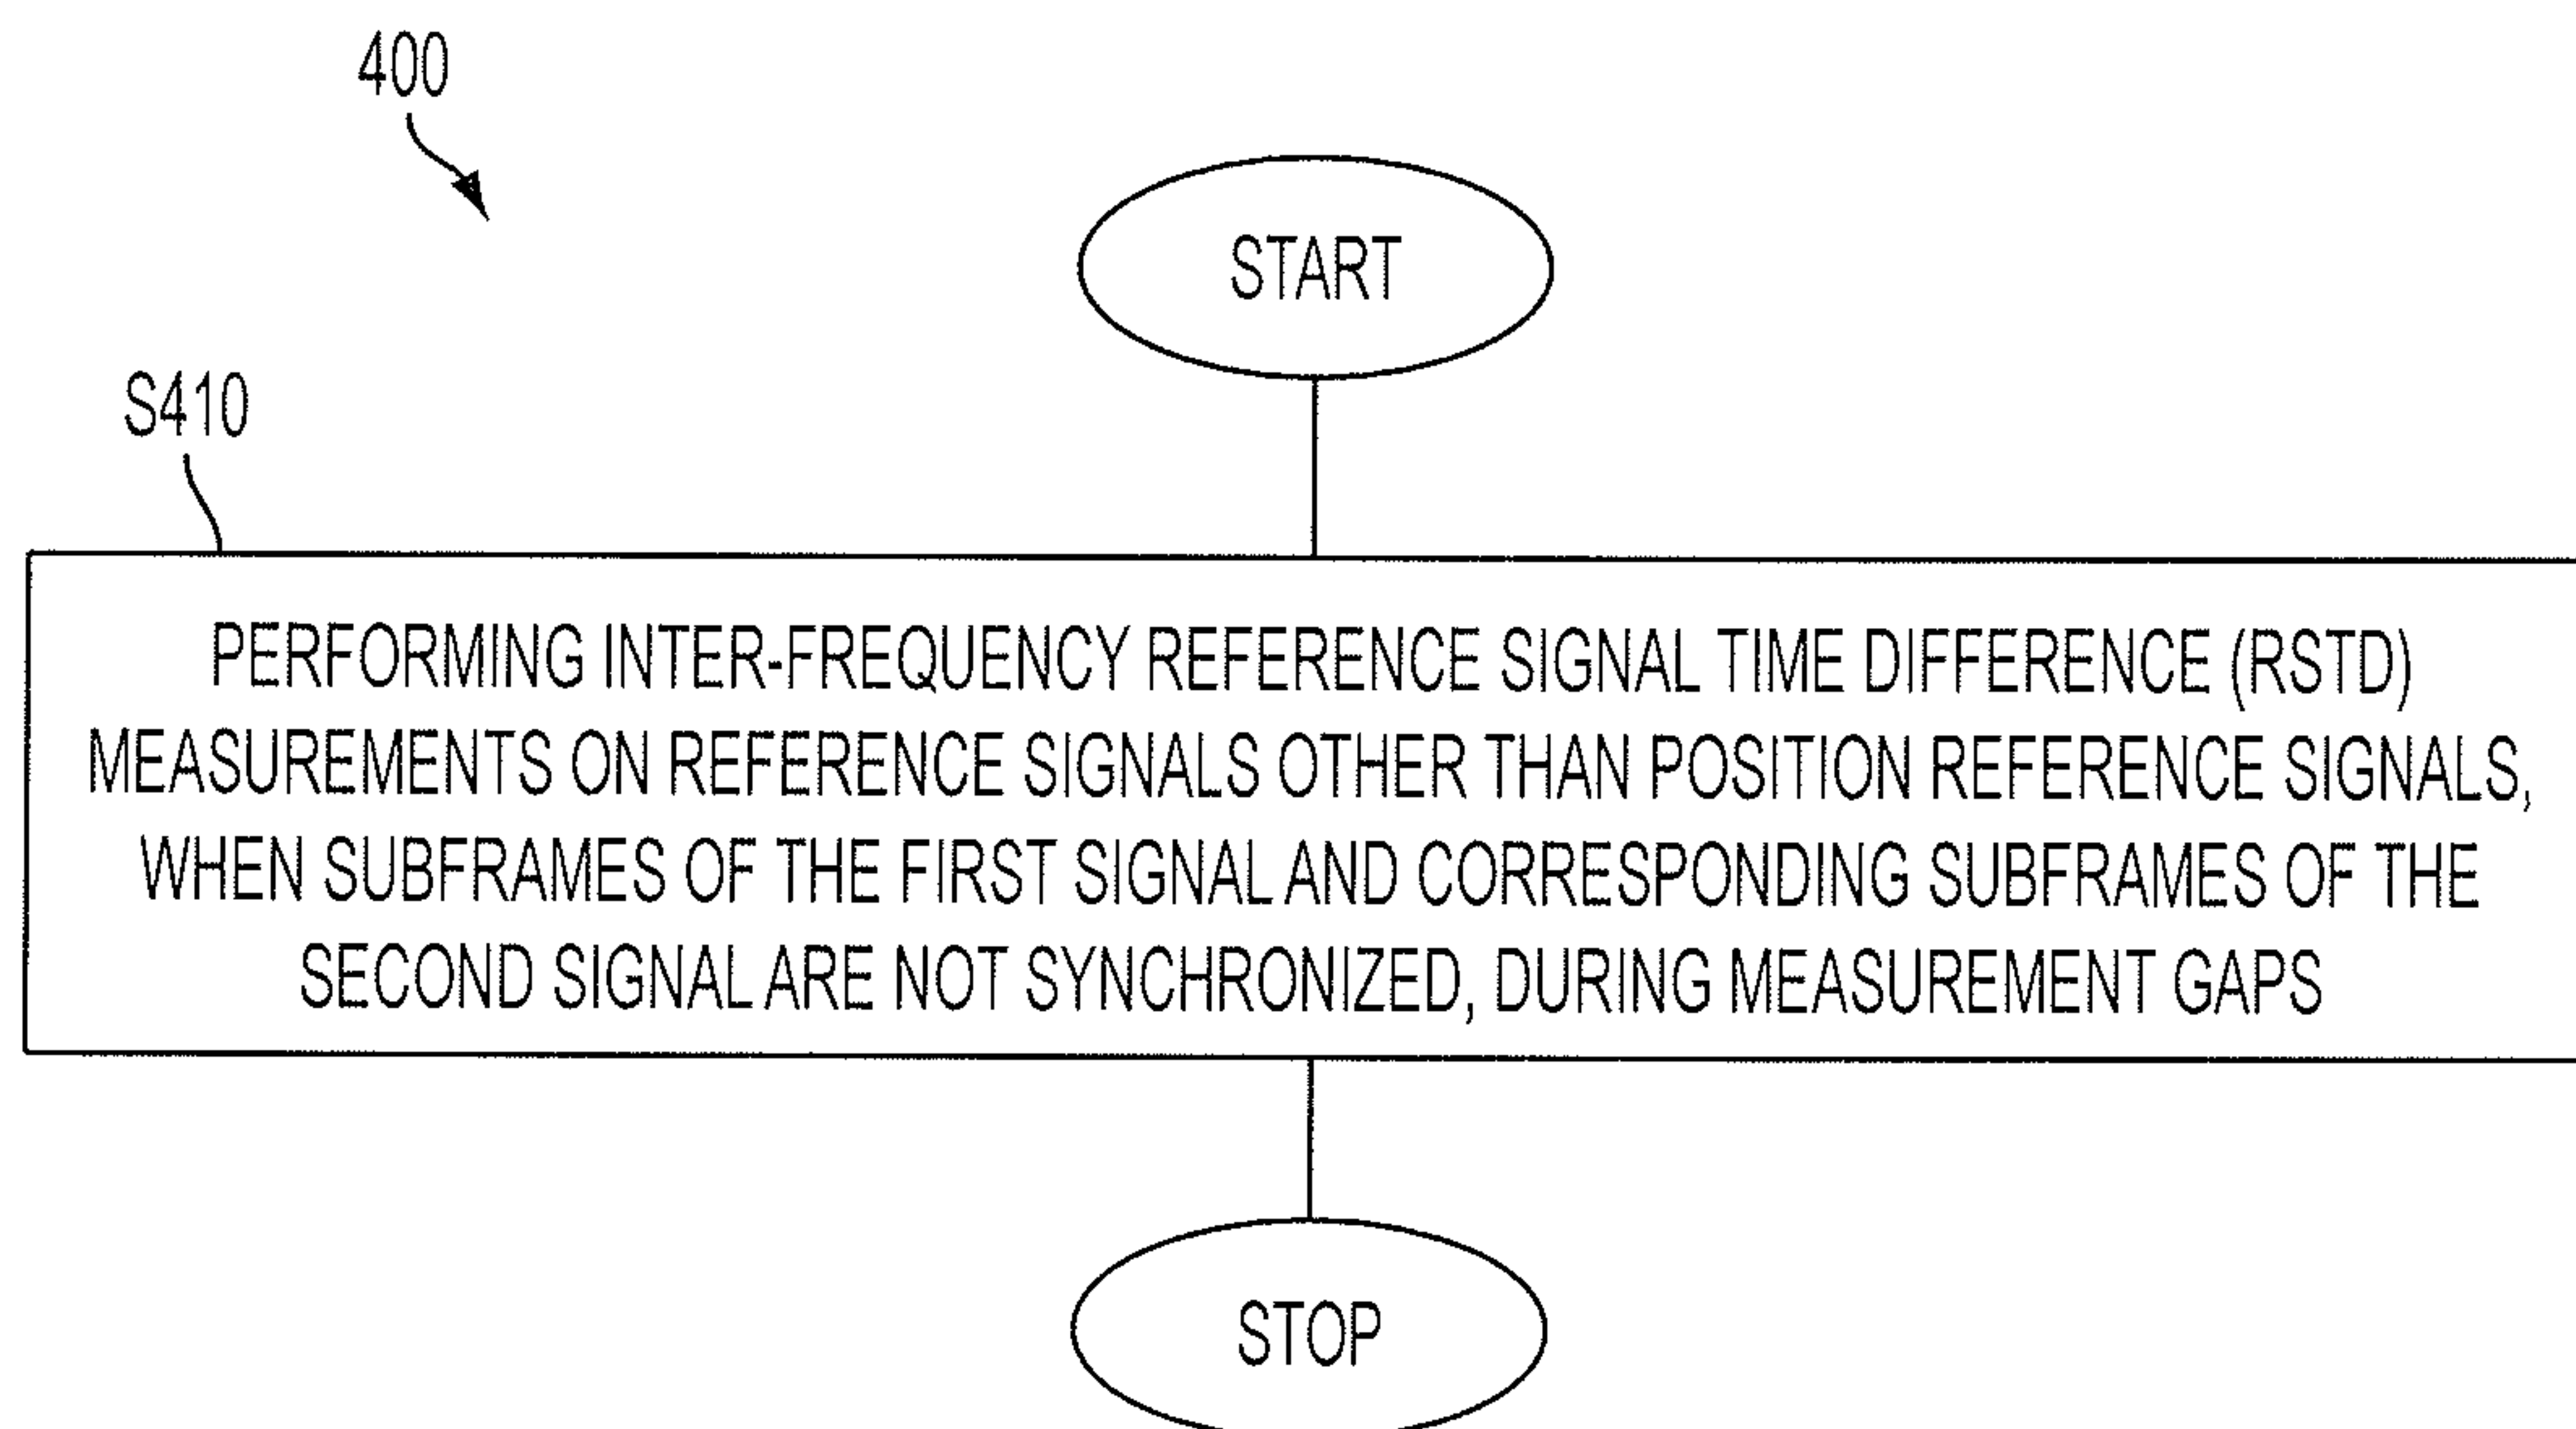 400
START
S410
PERFORMING INTER-FREQUENCY REFERENCE SIGNAL TIME DIFFERENCE (RSTD)
MEASUREMENTS ON REFERENCE SIGNALS OTHER THAN POSITION REFERENCE SIGNALS,
WHEN SUBFRAMES OF THE FIRST SIGNAL AND CORRESPONDING SUBFRAMES OF THE
SECOND SIGNAL ARE NOT SYNCHRONIZED, DURING MEASUREMENT GAPS
STOP